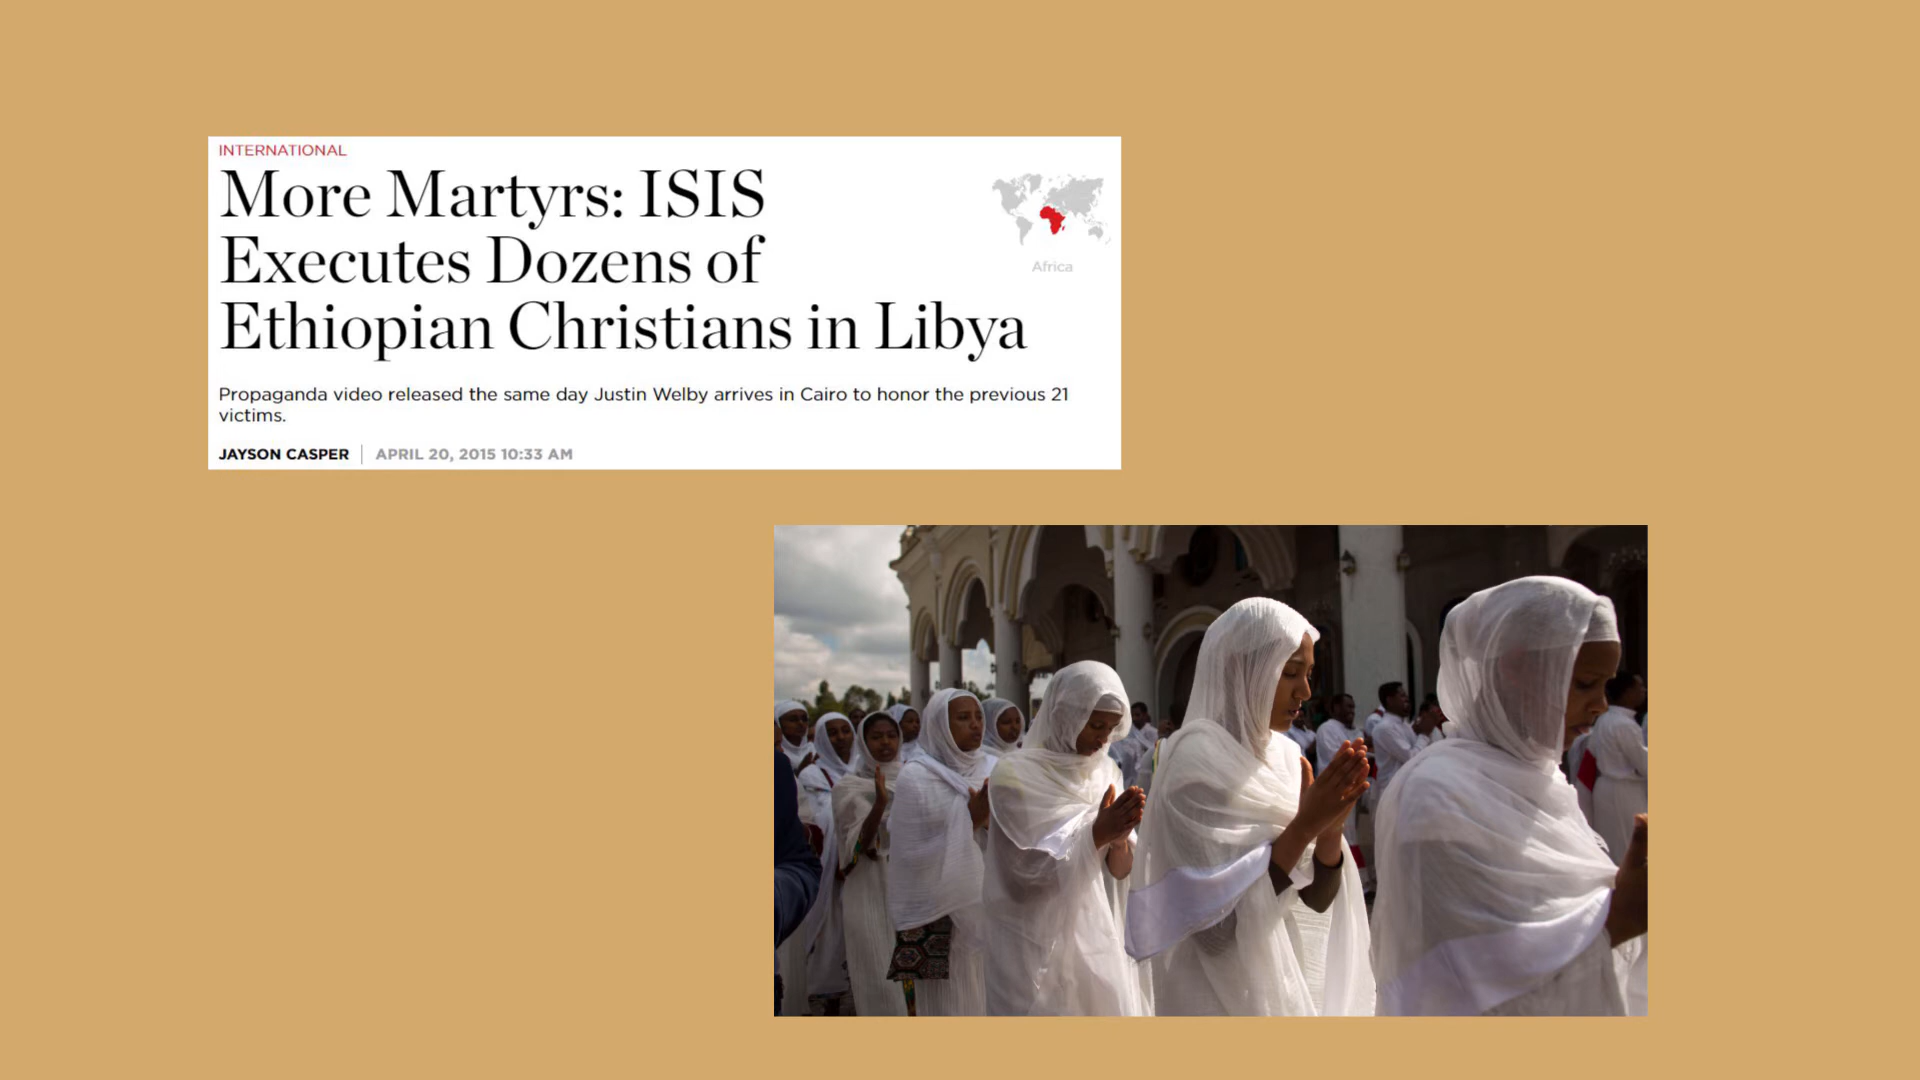 INTERNATIONAL
More Martyrs: ISIS
Executes Dozens of
Ethiopian Christians in Libya
Africa
Propaganda video released the same day Justin Welby arrives in Cairo to honor the previous 21
victims.
JAYSON CASPER | APRIL 20, 2015 10:33 AM